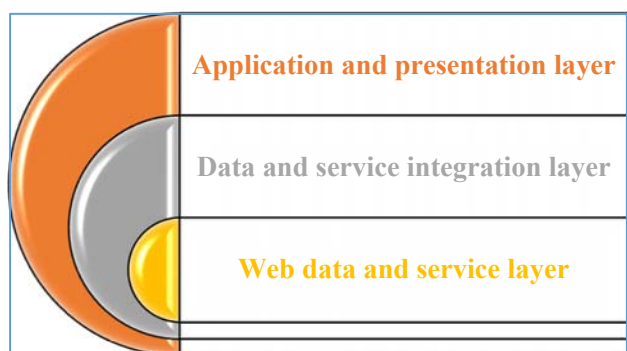 Application and presentation layer
Data and service integration layer
Web data and service layer